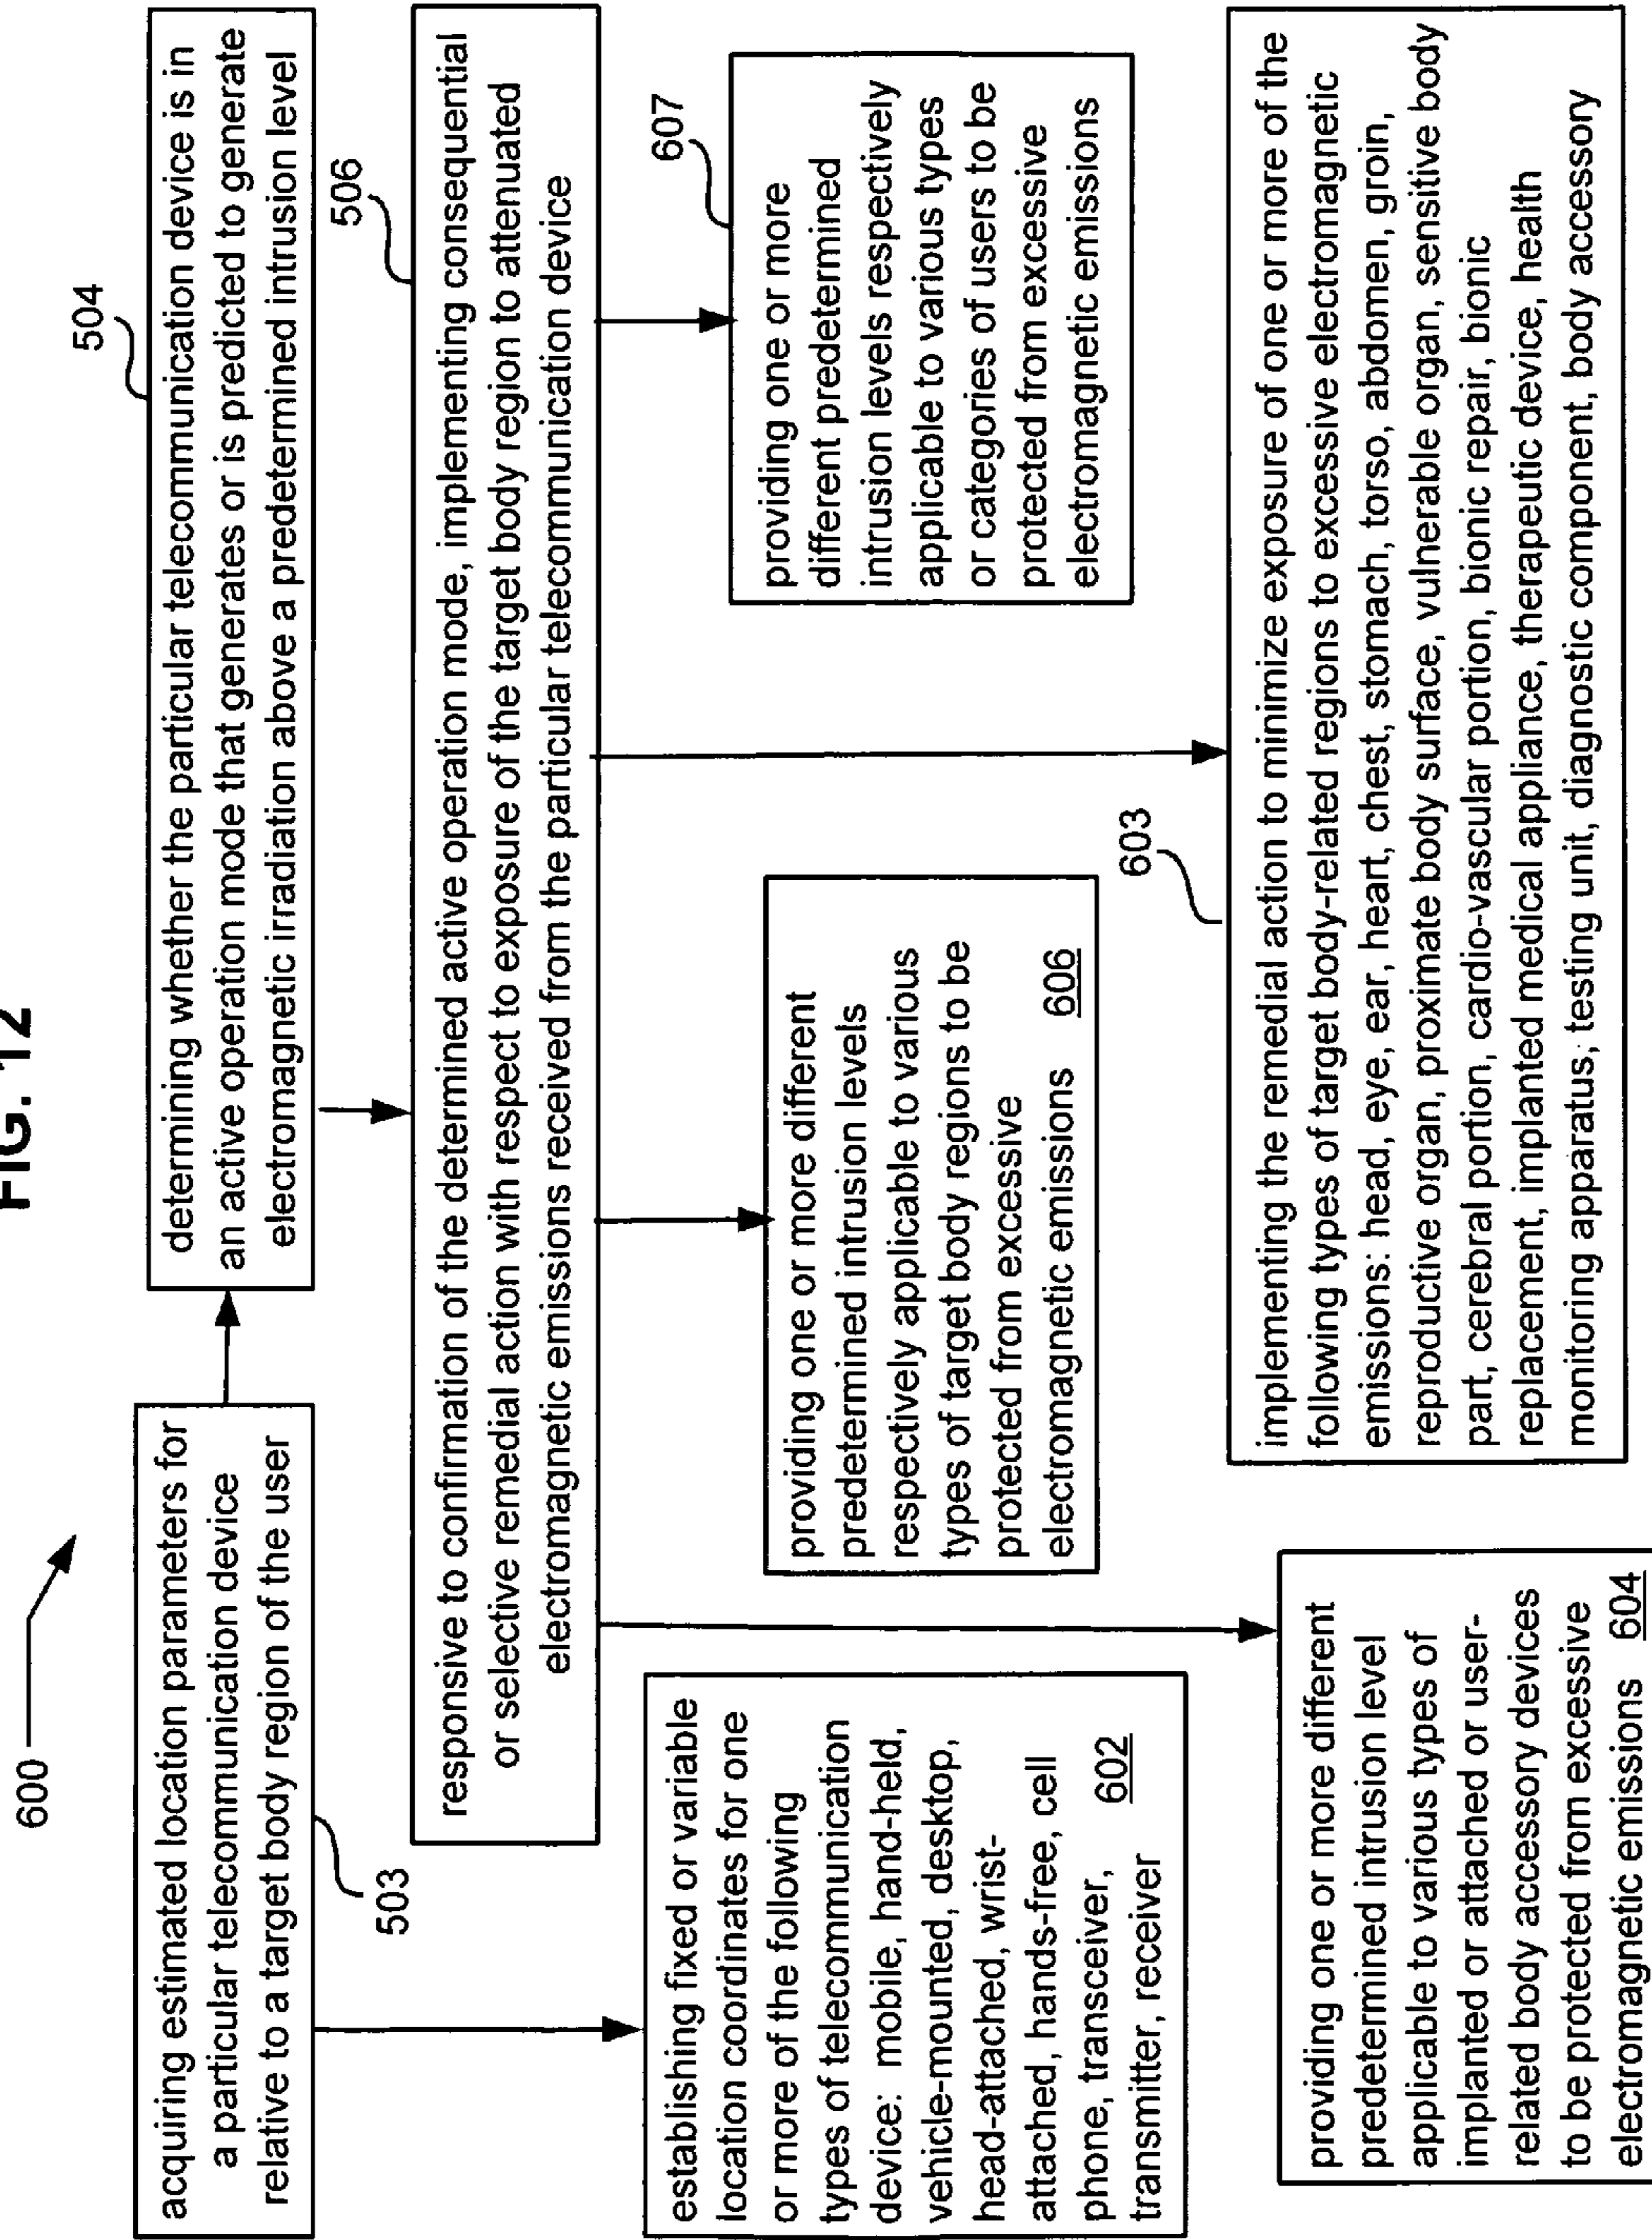 FIG. 12
600
acquiring estimated location parameters for
a particular telecommunication device
relative to a target body region of the user
503
determining whether the particular telecommunication device is in
an active operation mode that generates or is predicted to generate
electromagnetic irradiation above a predetermined intrusion level
504
responsive to confirmation of the determined active operation mode, implementing consequential
or selective remedial action with respect to exposure of the target body region to attenuated
electromagnetic emissions received from the particular telecommunication device
506
establishing fixed or variable
location coordinates for one
or more of the following
types of telecommunication
device: mobile, hand-held,
vehicle-mounted, desktop,
head-attached, wrist-
attached, hands-free, cell
phone, transceiver,
transmitter, receiver 602
providing one or more different
predetermined intrusion levels
respectively applicable to various
types of target body regions to be
protected from excessive
electromagnetic emissions 606
providing one or more
different predetermined
intrusion levels respectively
applicable to various types
or categories of users to be
protected from excessive
electromagnetic emissions
607
providing one or more different
predetermined intrusion level
applicable to various types of
implanted or attached or user-
related body accessory devices
to be protected from excessive
electromagnetic emissions 604
603
implementing the remedial action to minimize exposure of one or more of the
following types of target body-related regions to excessive electromagnetic
emissions: head, eye, ear, heart, chest, stomach, torso, abdomen, groin,
reproductive organ, proximate body surface, vulnerable organ, sensitive body
part, cerebral portion, cardio-vascular portion, bionic repair, bionic
replacement, implanted medical appliance, therapeutic device, health
monitoring apparatus, testing unit, diagnostic component, body accessory